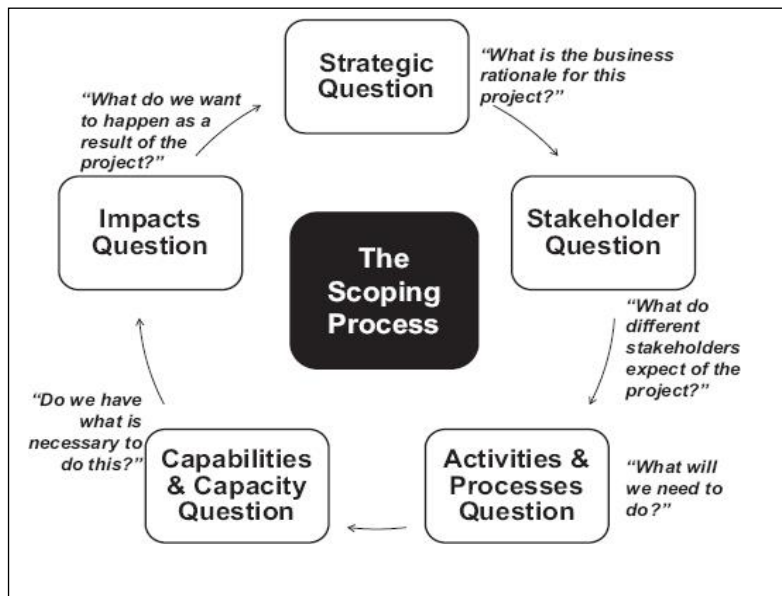 Strategic
Question
“What is the business
rationale for this
project?”
Stakeholder
Question
“What do
different
stakeholders
expect of the
project?”
Activities &
Processes
Question
“What will
we need to
do?”
Capabilities
& Capacity
Question
“Do we have
what is
necessary to
do this?”
Impacts
Question
“What do we want
to happen as a
result of the
project?”
The
Scoping
Process